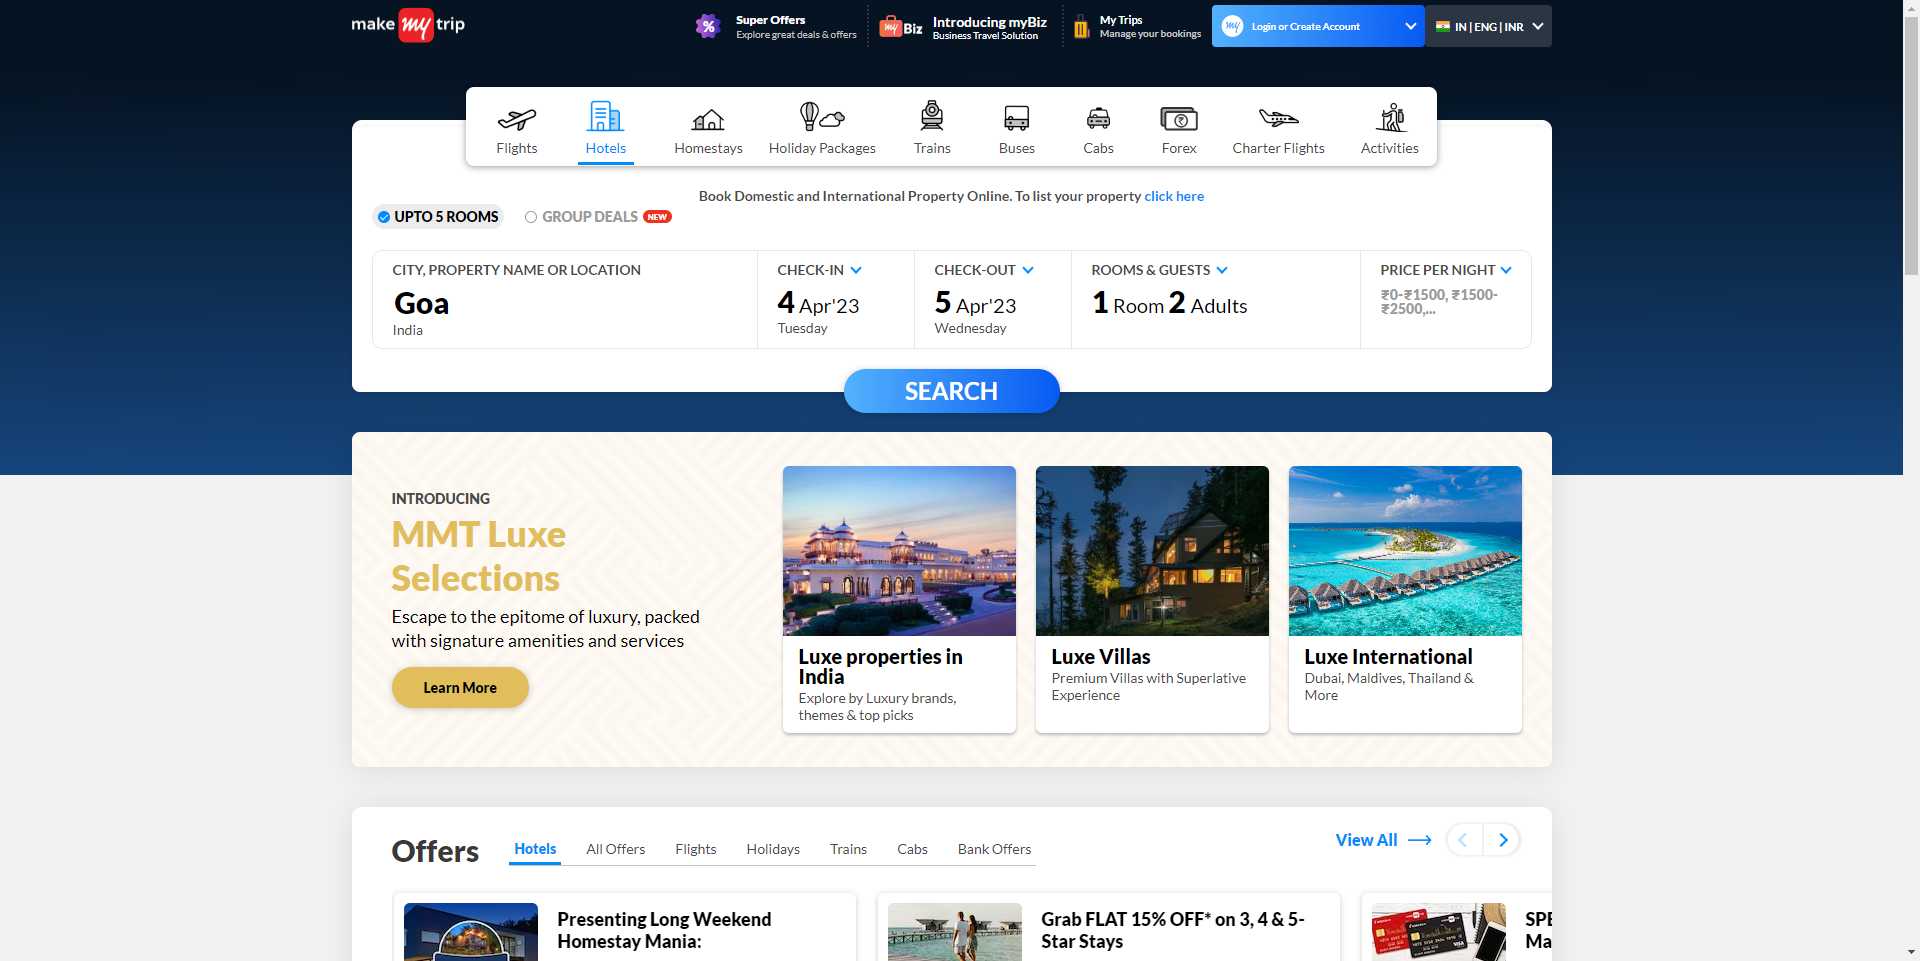 make my trip
Super Offers
Explore great deals & offers
my Biz
Introducing myBiz
Business Travel Solution
My Trips
Manage your bookings
my
Login or Create Account
IN | ENG | INR
Flights
Hotels
Homestays
Holiday Packages
Trains
Buses
Cabs
Forex
Charter Flights
Activities
Book Domestic and International Property Online. To list your property click here
UPTO 5 ROOMS
GROUP DEALS NEW
CITY, PROPERTY NAME OR LOCATION
Goa
India
CHECK-IN
4 Apr'23
Tuesday
CHECK-OUT
5 Apr'23
Wednesday
ROOMS & GUESTS
1 Room 2 Adults
PRICE PER NIGHT
₹0-₹1500, ₹1500-
₹2500,...
SEARCH
INTRODUCING
MMT Luxe
Selections
Escape to the epitome of luxury, packed
with signature amenities and services
Learn More
Luxe properties in
India
Explore by Luxury brands,
themes & top picks
Luxe Villas
Premium Villas with Superlative
Experience
Luxe International
Dubai, Maldives, Thailand &
More
Offers
Hotels
All Offers
Flights
Holidays
Trains
Cabs
Bank Offers
View All
Presenting Long Weekend
Homestay Mania:
Grab FLAT 15% OFF* on 3, 4 & 5-
Star Stays
SPE
Ma